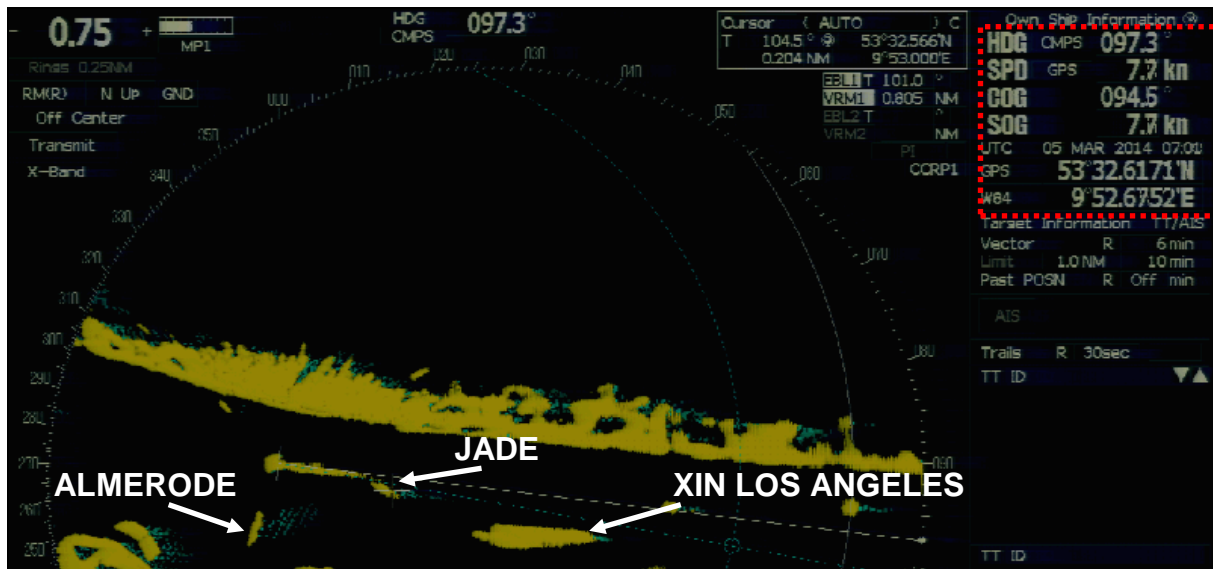 - 0.75 +
MP1
Rings 0.25NM
RM(R) N UP GND
Off Center
Transmit
X-Band
HDG 097.3°
CMPS
Cursor ( AUTO ) C
T 104.5° 53°32.566'N
0.204 NM 9°53.000'E
EBL1 T 101.0 °
VRM1 0.805 NM
EBL2 T °
VRM2 NM
PI
CCRP1
Own Ship Information
HDG CMPS 097.3°
SPD GPS 7.7 kn
COG 094.5°
SOG 7.7 kn
UTC 05 MAR 2014 07:01
GPS 53°32.6171'N
W84 9°52.6752'E
Target Information TT/AIS
Vector R 6 min
Limit 1.0 NM 10 min
Past POSN R Off min
AIS
Trails R 30sec
TT ID
TT ID
250
260
270
280
290
300
310
320
330
340
350
000
010
020
030
040
050
060
070
080
090
JADE
ALMERODE
XIN LOS ANGELES